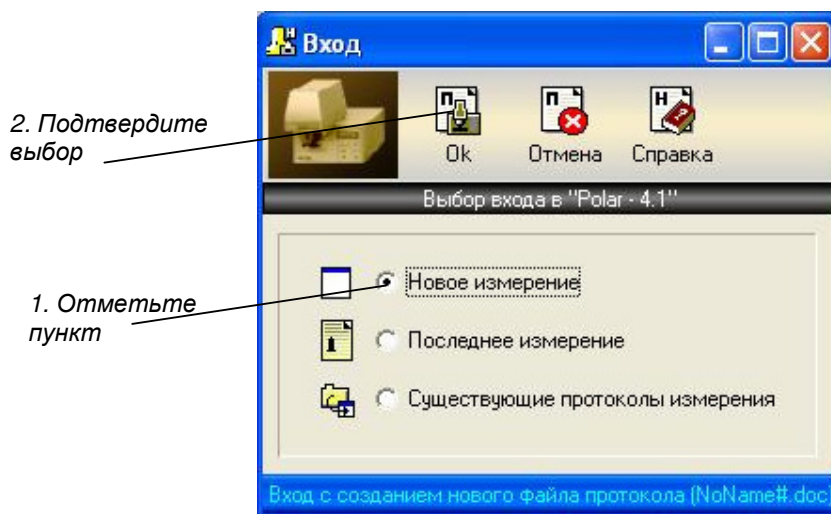 Вход
2. Подтвердите
выбор
Ok Отмена Справка
Выбор входа в "Polar - 4.1"
1. Отметьте
пункт
Новое измерение
Последнее измерение
Существующие протоколы измерения
Вход с созданием нового файла протокола (NoName#.doc)